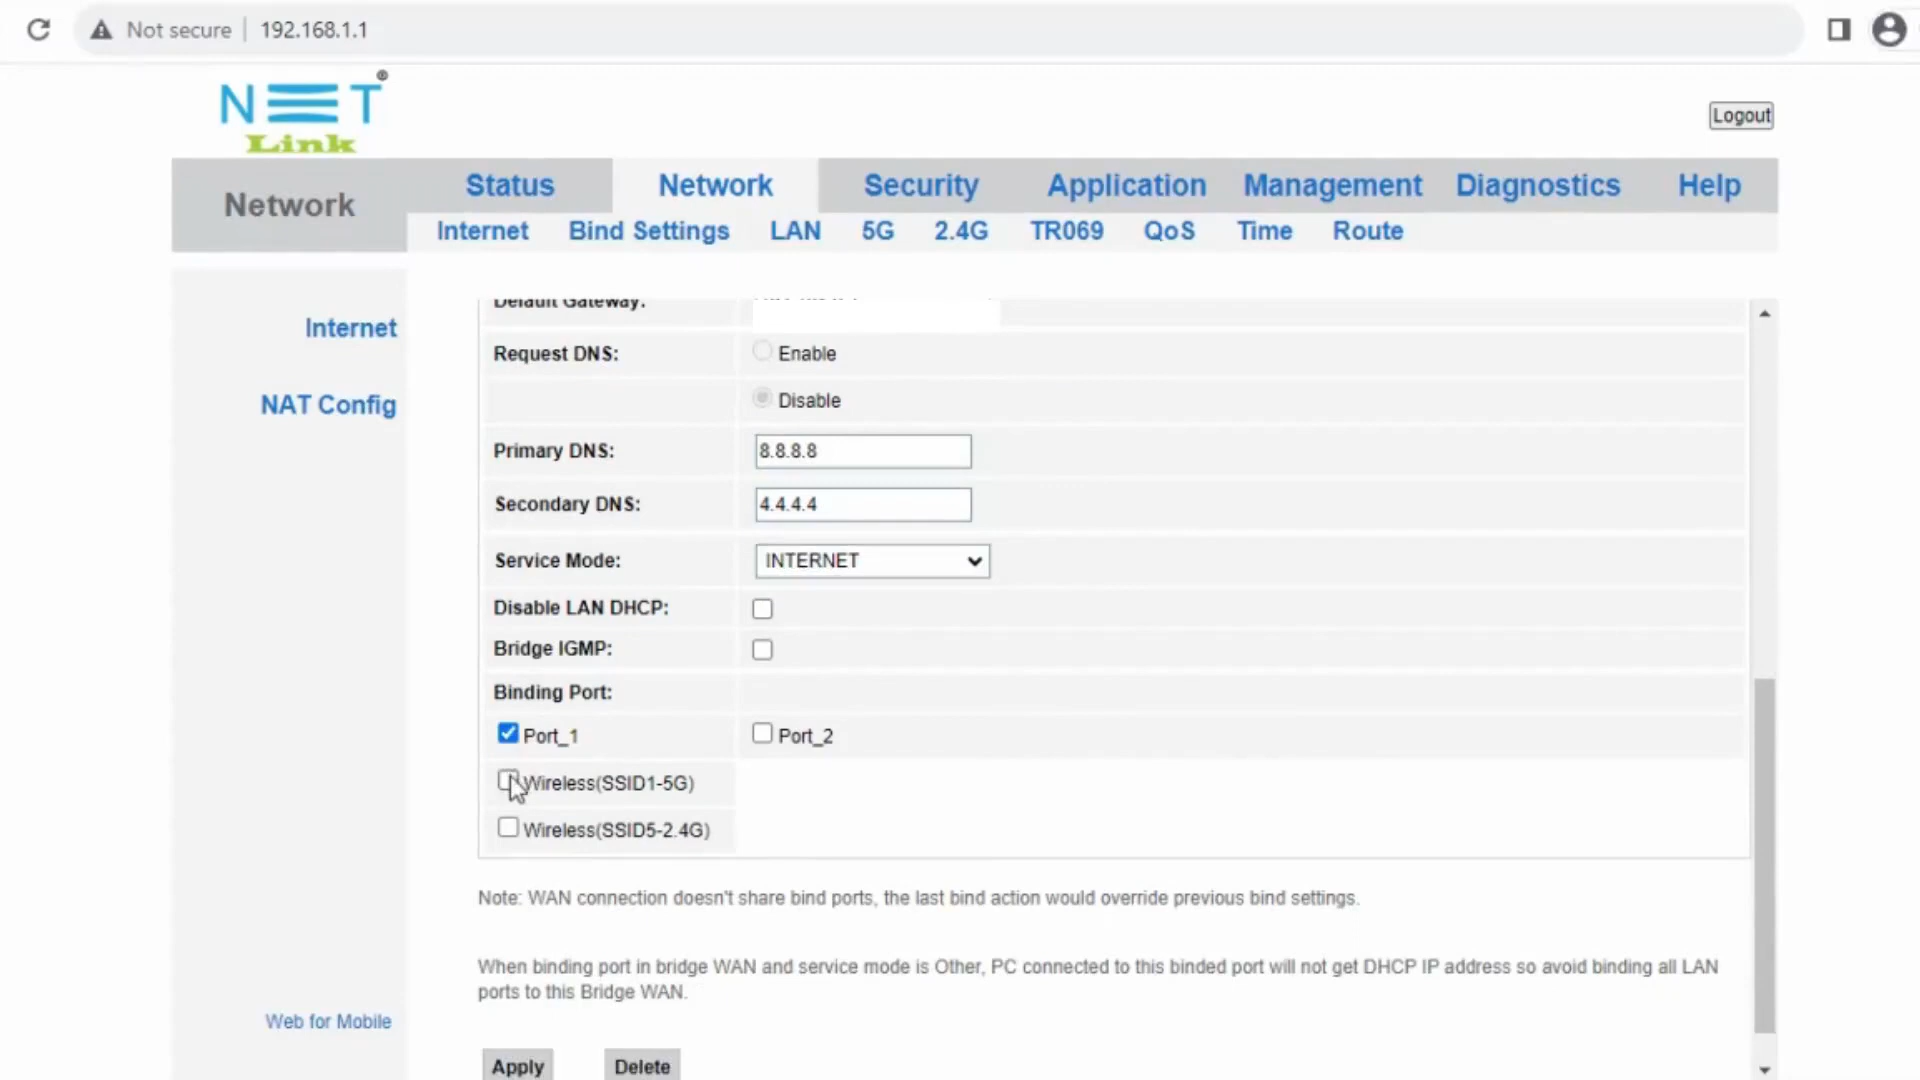 Not secure | 192.168.1.1
NET®
Link
Logout
Network
Status Network Security Application Management Diagnostics Help
Internet Bind Settings LAN 5G 2.4G TR069 QoS Time Route
Internet
NAT Config
Default Gateway:
Request DNS: Enable
Disable
Primary DNS: 8.8.8.8
Secondary DNS: 4.4.4.4
Service Mode: INTERNET
Disable LAN DHCP:
Bridge IGMP:
Binding Port:
Port_1 Port_2
Wireless(SSID1-5G)
Wireless(SSID5-2.4G)
Note: WAN connection doesn't share bind ports, the last bind action would override previous bind settings.
When binding port in bridge WAN and service mode is Other, PC connected to this binded port will not get DHCP IP address so avoid binding all LAN
ports to this Bridge WAN.
Web for Mobile
Apply Delete